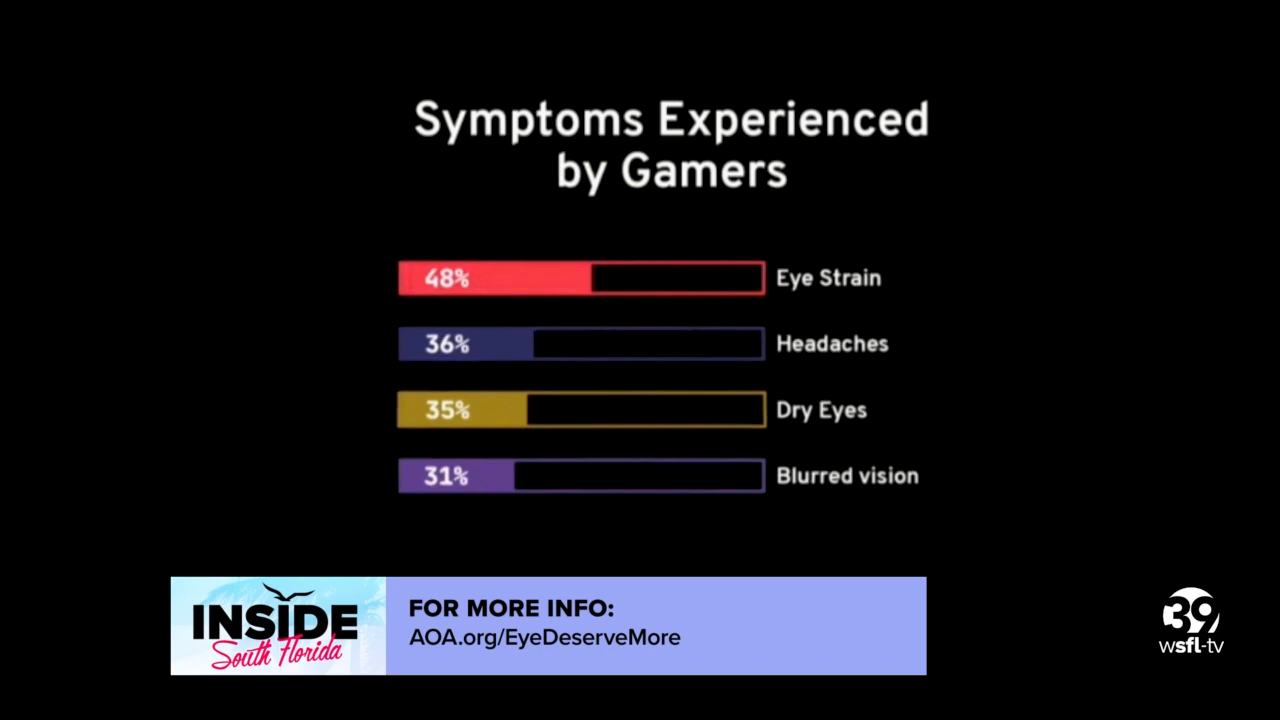 Symptoms Experienced
by Gamers
48% Eye Strain
36% Headaches
35% Dry Eyes
31% Blurred vision
INSIDE
South Florida
FOR MORE INFO:
AOA.org/EyeDeserveMore
39
wsfl-tv